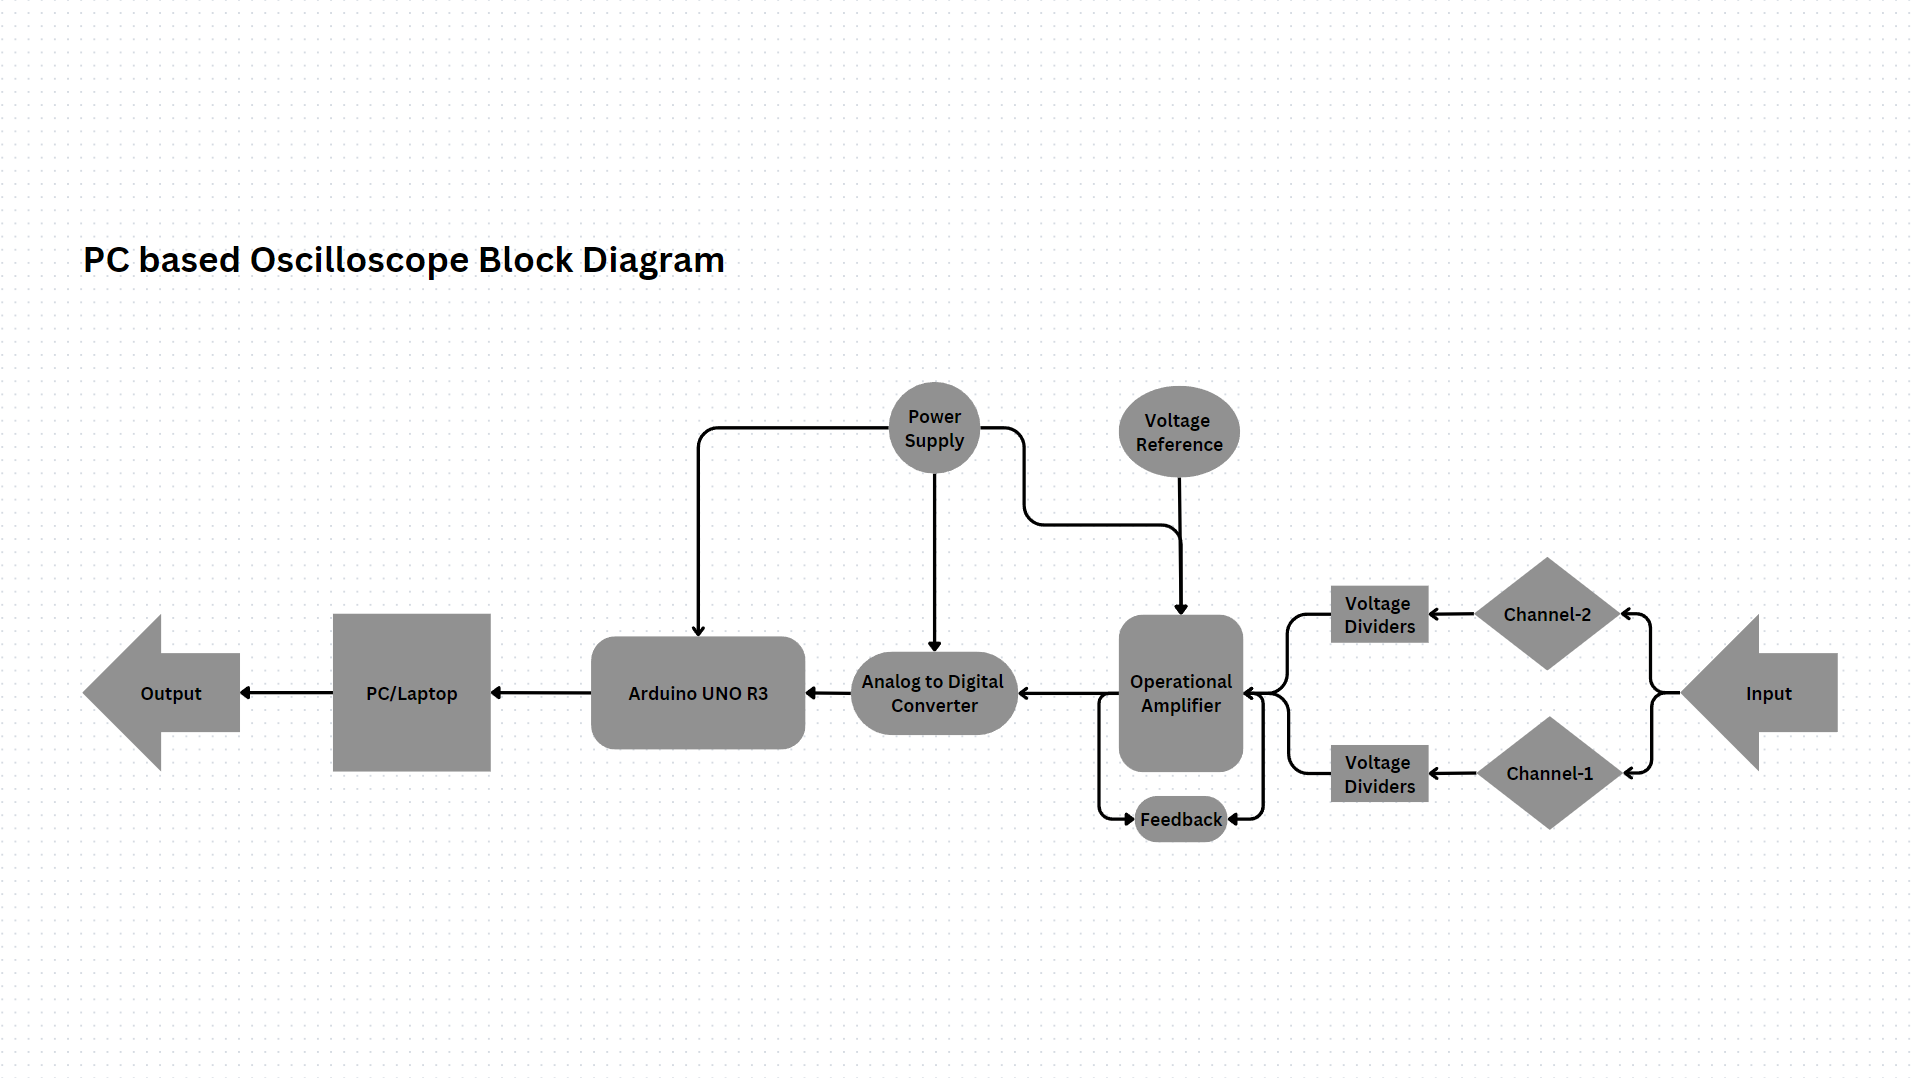 PC based Oscilloscope Block Diagram
Power
Supply
Voltage
Reference
Output
PC/Laptop
Arduino UNO R3
Analog to Digital
Converter
Operational
Amplifier
Feedback
Voltage
Dividers
Channel-2
Voltage
Dividers
Channel-1
Input